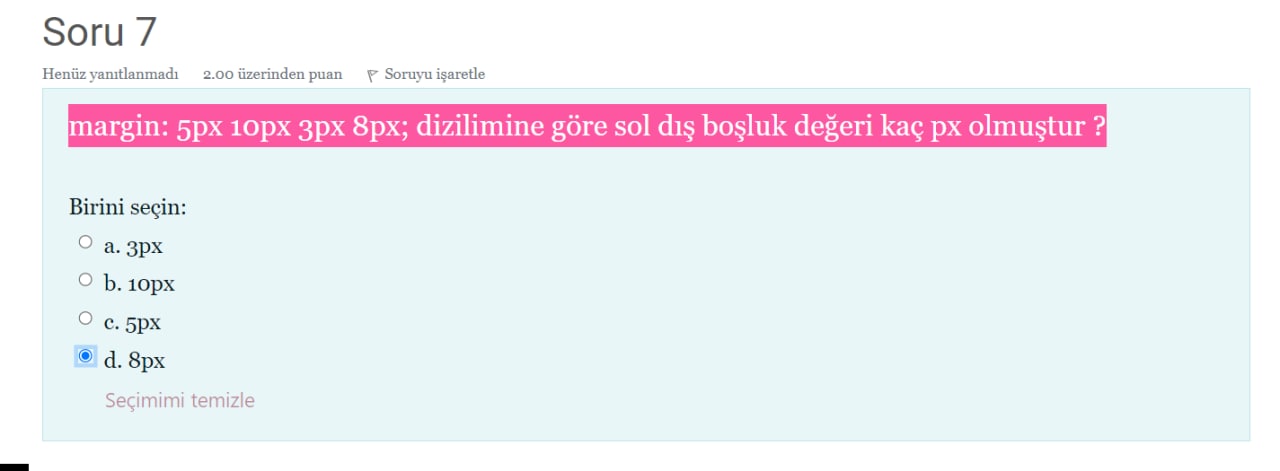 Soru 7
Henüz yanıtlanmadı 2.00 üzerinden puan Soruyu işaretle
margin: 5px 10px 3px 8px; dizilimine göre sol dış boşluk değeri kaç px olmuştur ?
Birini seçin:
a. 3px
b. 10px
c. 5px
d. 8px
Seçimimi temizle